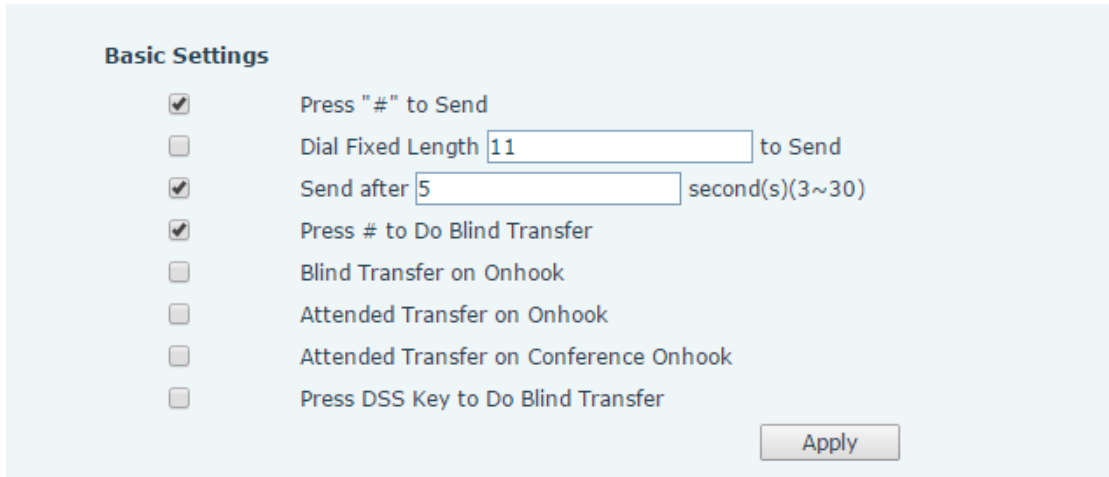 Basic Settings
Press "#" to Send
Dial Fixed Length 11 to Send
Send after 5 second(s)(3~30)
Press # to Do Blind Transfer
Blind Transfer on Onhook
Attended Transfer on Onhook
Attended Transfer on Conference Onhook
Press DSS Key to Do Blind Transfer
Apply